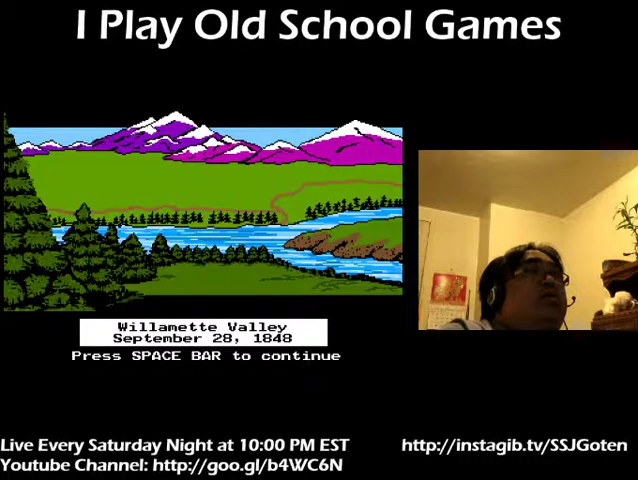 I Play Old School Games
Willamette Valley
September 28, 1848
Press SPACE BAR to continue
Live Every Saturday Night at 10:00 PM EST
http://instagib.tv/SSJGoten
Youtube Channel: http://goo.gl/b4WC6N